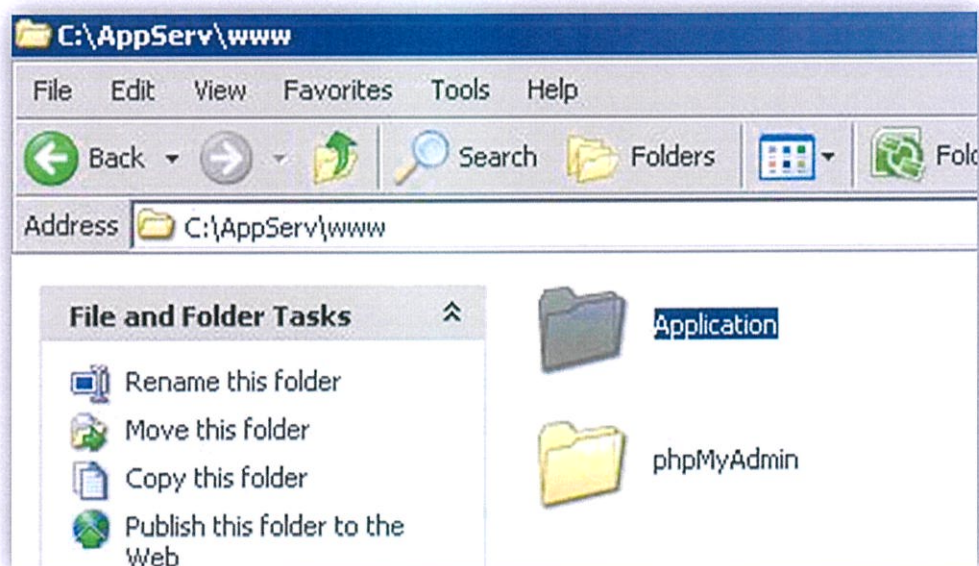 C:\AppServ\www
File Edit View Favorites Tools Help
Back Search Folders
Address C:\AppServ\www
File and Folder Tasks
Application
Rename this folder
Move this folder
phpMyAdmin
Copy this folder
Publish this folder to the
Web